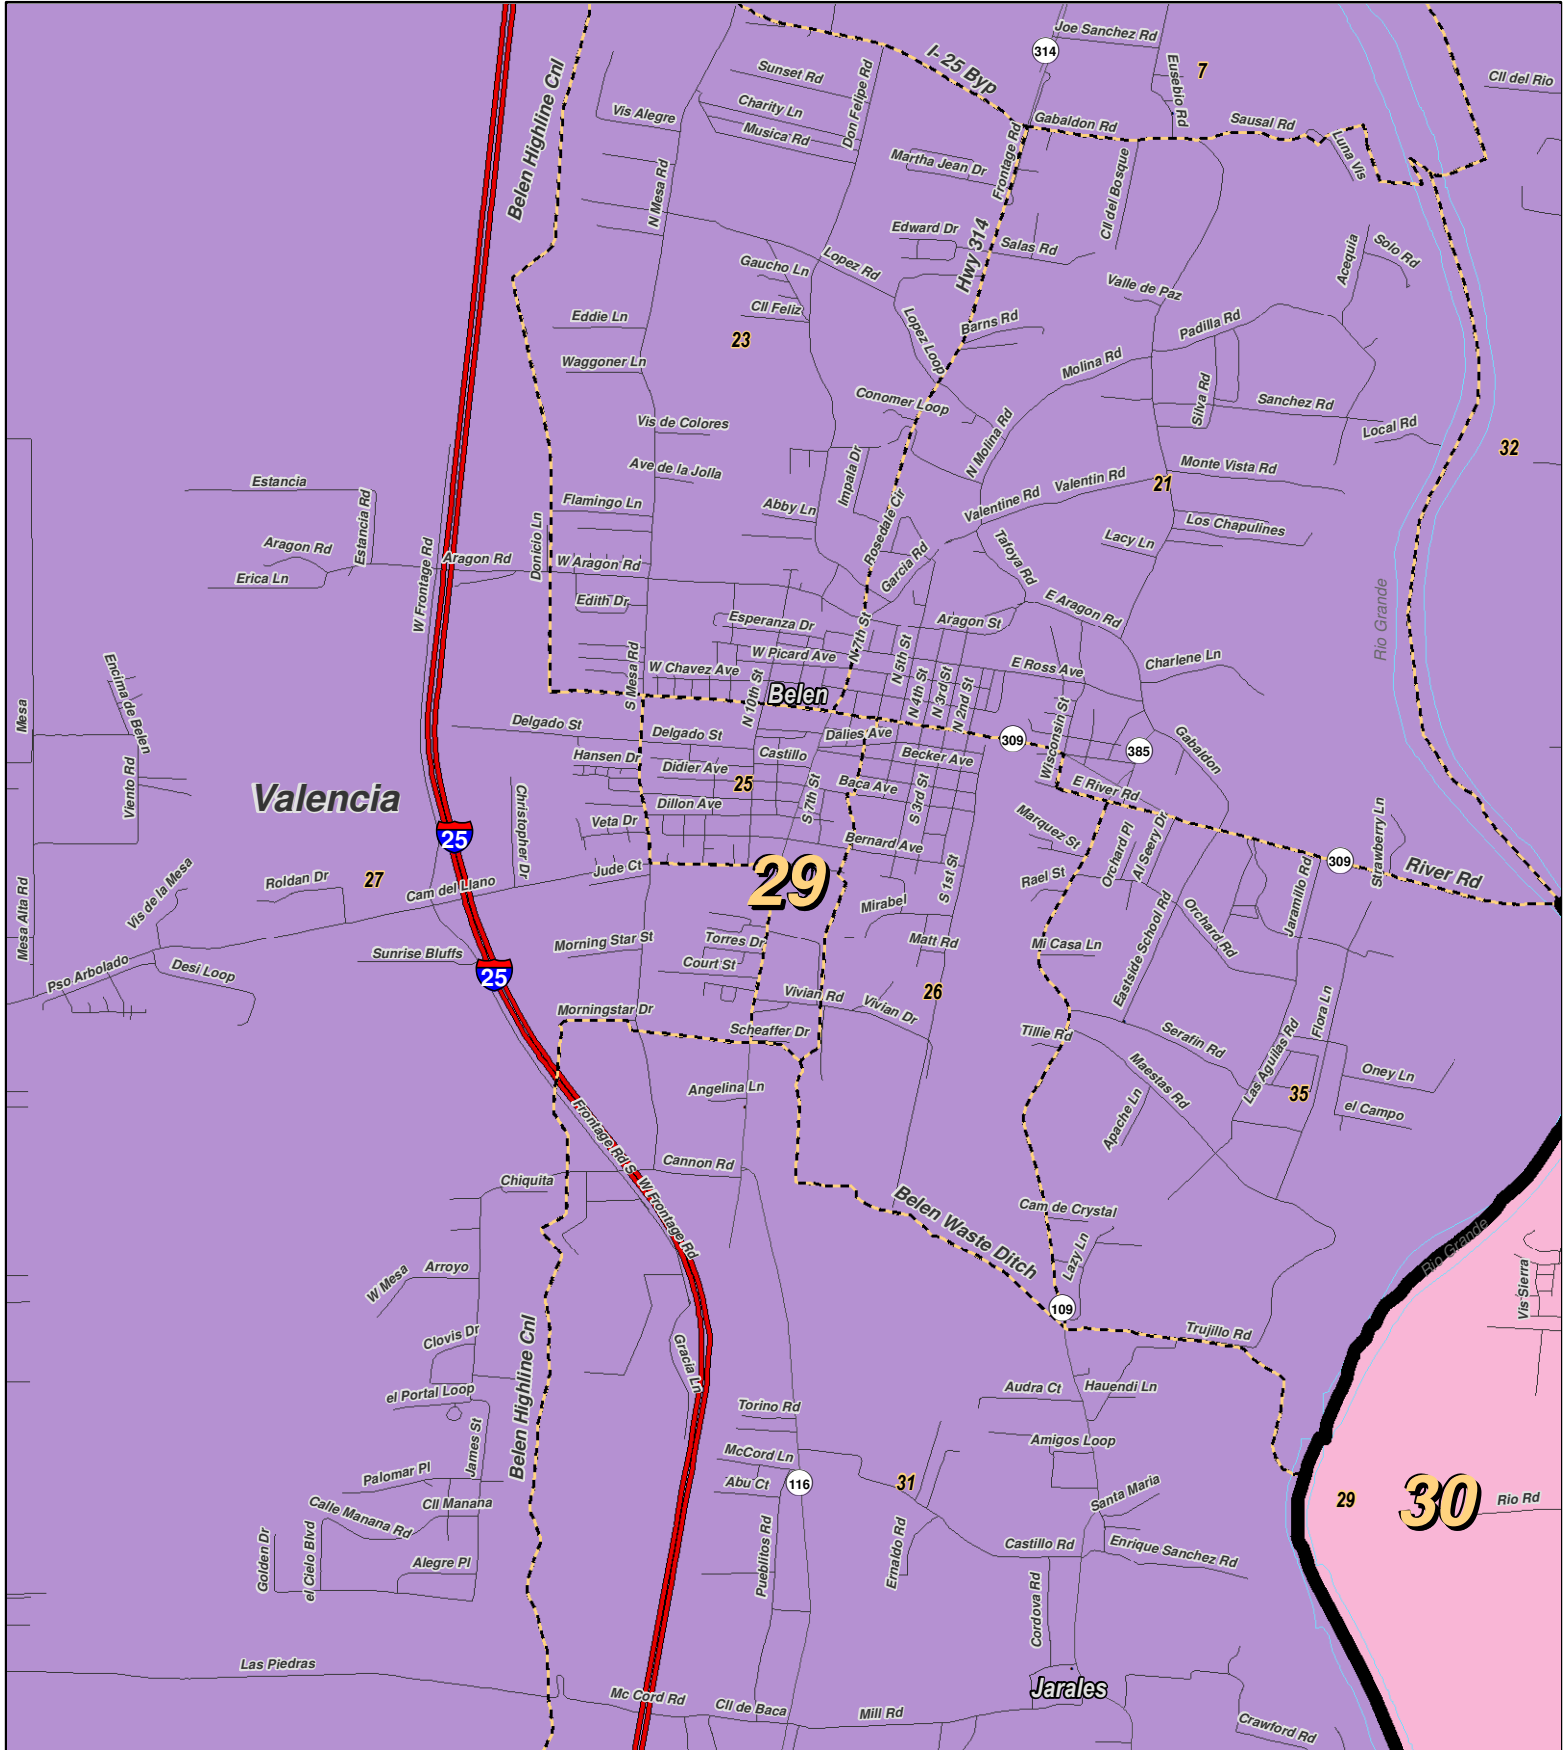 Joe Sanchez Rd
314
I- 25 Byp
Eusebio Rd
7
Cll del Rio
Sunset Rd
Don Felipe Rd
Belen Highline Cnl
Vis Alegre
Charity Ln
Musica Rd
Gabaldon Rd
Sausal Rd
Luna Vis
Frontage Rd
Martha Jean Dr
Cll del Bosque
N Mesa Rd
Edward Dr
Salas Rd
Hwy 314
Acequia
Solo Rd
Gaucho Ln
Lopez Rd
Valle de Paz
Cll Feliz
Eddie Ln
Lopez Loop
Barns Rd
Padilla Rd
23
Waggoner Ln
Molina Rd
Silva Rd
Conomer Loop
Sanchez Rd
Vis de Colores
N Molina Rd
Local Rd
32
Ave de la Jolla
Impala Dr
Monte Vista Rd
Valentin Rd
21
Estancia
Estancia Rd
Flamingo Ln
Abby Ln
Rosedale Cir
Valentine Rd
Los Chapulines
Donicio Ln
Aragon Rd
Aragon Rd
W Aragon Rd
Garcia Rd
Tafoya Rd
Lacy Ln
Erica Ln
W Frontage Rd
Edith Dr
E Aragon Rd
Rio Grande
Esperanza Dr
Aragon St
N 7th St
W Picard Ave
N 5th St
Charlene Ln
Encima de Belen
S Mesa Rd
W Chavez Ave
E Ross Ave
N 4th St
N 3rd St
N 2nd St
N 10th St
Belen
Mesa
Delgado St
Delgado St
Dalies Ave
309
Wisconsin St
385
Gabaldon
Hansen Dr
Castillo
Becker Ave
Didier Ave
25
Baca Ave
E River Rd
Viento Rd
Valencia
Christopher Dr
Dillon Ave
S 7th St
S 3rd St
Marquez St
Orchard Pl
Al Seery Dr
Strawberry Ln
25
Veta Dr
Bernard Ave
309
River Rd
Jude Ct
S 1st St
Rael St
Roldan Dr
27
Cam del Llano
29
Vis de la Mesa
Mesa Alta Rd
Mirabel
Orchard Rd
Jaramillo Rd
Eastside School Rd
Morning Star St
Torres Dr
Matt Rd
Mi Casa Ln
Sunrise Bluffs
Court St
Pso Arbolado
Desi Loop
25
26
Vivian Rd
Vivian Dr
Flora Ln
Morningstar Dr
Scheaffer Dr
Tillie Rd
Serafin Rd
Las Aguilas Rd
Maestas Rd
Oney Ln
Angelina Ln
35
Frontage Rd S
Apache Ln
el Campo
Cannon Rd
Chiquita
W Frontage Rd
Belen Waste Ditch
Cam de Crystal
Lazy Ln
Rio Grande
Arroyo
W Mesa
Vis Sierra
109
Clovis Dr
Belen Highline Cnl
Gracia Ln
Trujillo Rd
el Portal Loop
Audra Ct
Hauendi Ln
James St
Torino Rd
Amigos Loop
McCord Ln
Palomar Pl
Abu Ct
116
31
29
30
Rio Rd
Calle Manana Rd
Cll Manana
Santa Maria
Golden Dr
el Cielo Blvd
Alegre Pl
Pueblitos Rd
Ernaldo Rd
Castillo Rd
Enrique Sanchez Rd
Cordova Rd
Las Piedras
Jarales
Mc Cord Rd
Cll de Baca
Mill Rd
Crawford Rd